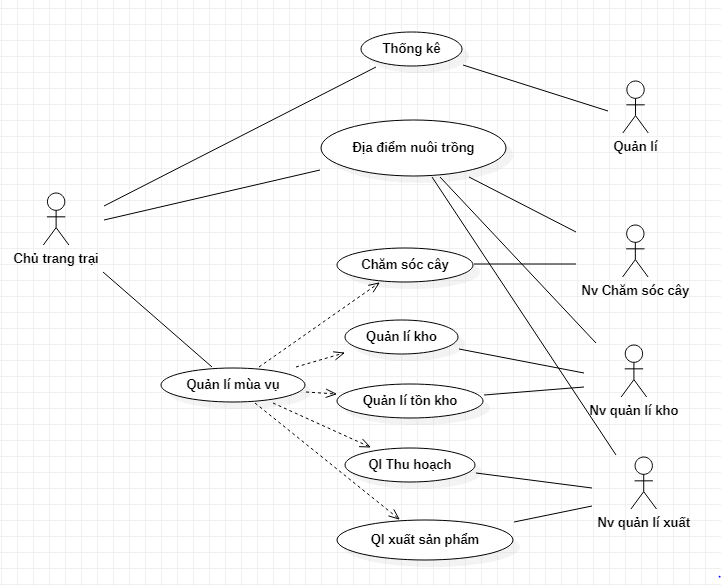 Thống kê
Quản lí
Địa điểm nuôi trồng
Chủ trang trại
Chăm sóc cây
Nv Chăm sóc cây
Quản lí kho
Quản lí mùa vụ
Quản lí tồn kho
Nv quản lí kho
Ql Thu hoạch
Nv quản lí xuất
Ql xuất sản phẩm